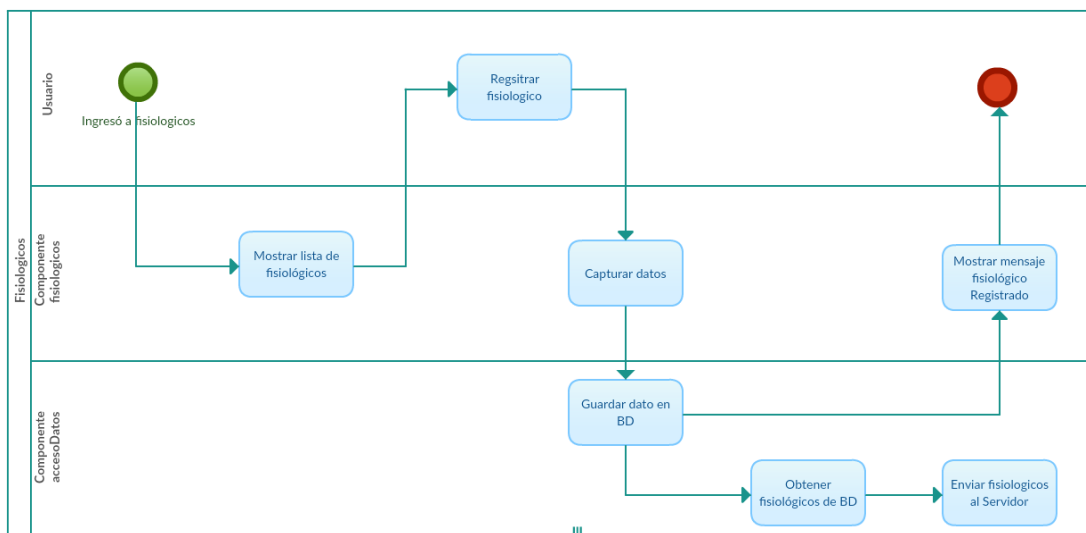 Fisiologicos
Usuario
Ingresó a fisiologicos
Regsitrar
fisiologico
Componente
fisiologicos
Mostrar lista de
fisiológicos
Capturar datos
Mostrar mensaje
fisiológico
Registrado
Componente
accesoDatos
Guardar dato en
BD
Obtener
fisiológicos de BD
Enviar fisiologicos
al Servidor